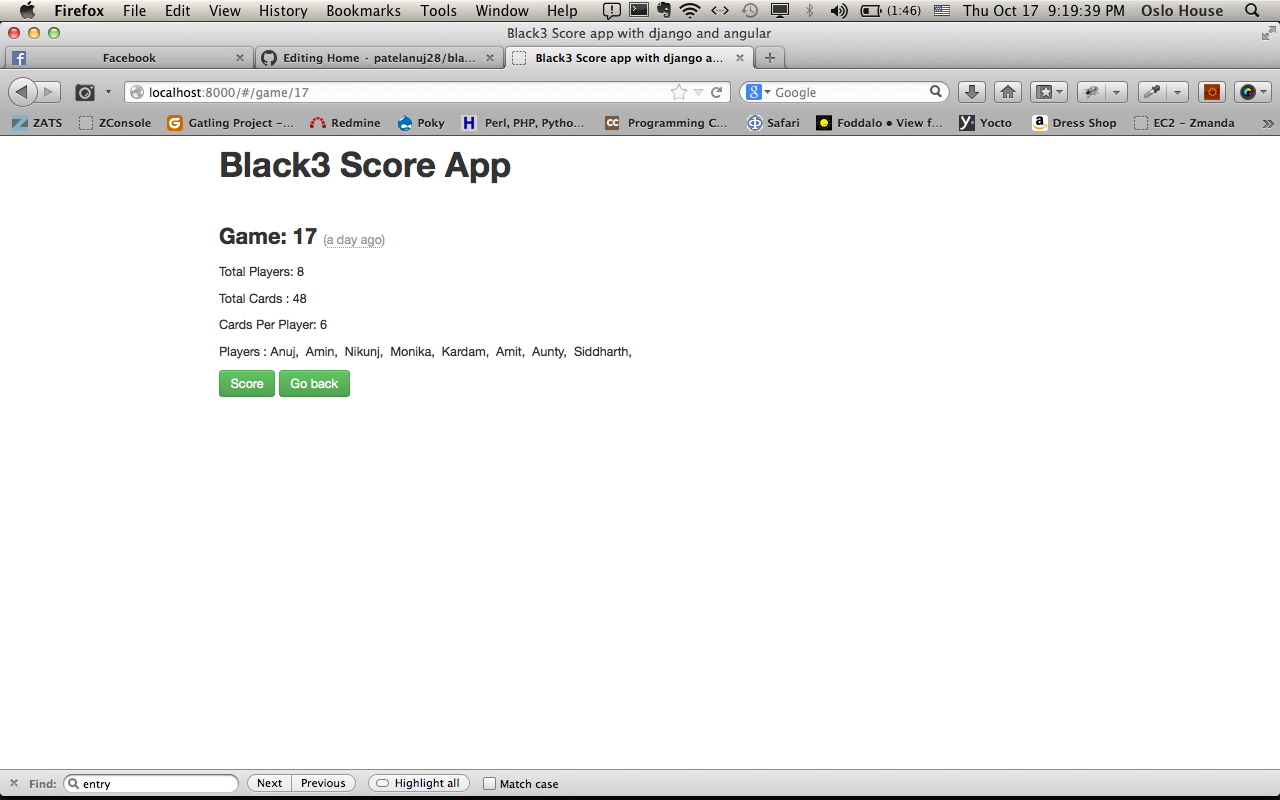 Firefox File Edit View History Bookmarks Tools Window Help (1:46) Thu Oct 17 9:19:39 PM Oslo House
Black3 Score app with django and angular
Facebook Editing Home · patelanuj28/bla... Black3 Score app with django a...
localhost:8000/#/game/17 Google
ZATS ZConsole Gatling Project -... Redmine Poky Perl, PHP, Pytho... Programming C... Safari Foddalo • View f... Yocto Dress Shop EC2 - Zmanda »
Black3 Score App
Game: 17 (a day ago)
Total Players: 8
Total Cards : 48
Cards Per Player: 6
Players : Anuj, Amin, Nikunj, Monika, Kardam, Amit, Aunty, Siddharth,
Score Go back
Find: entry Next Previous Highlight all Match case